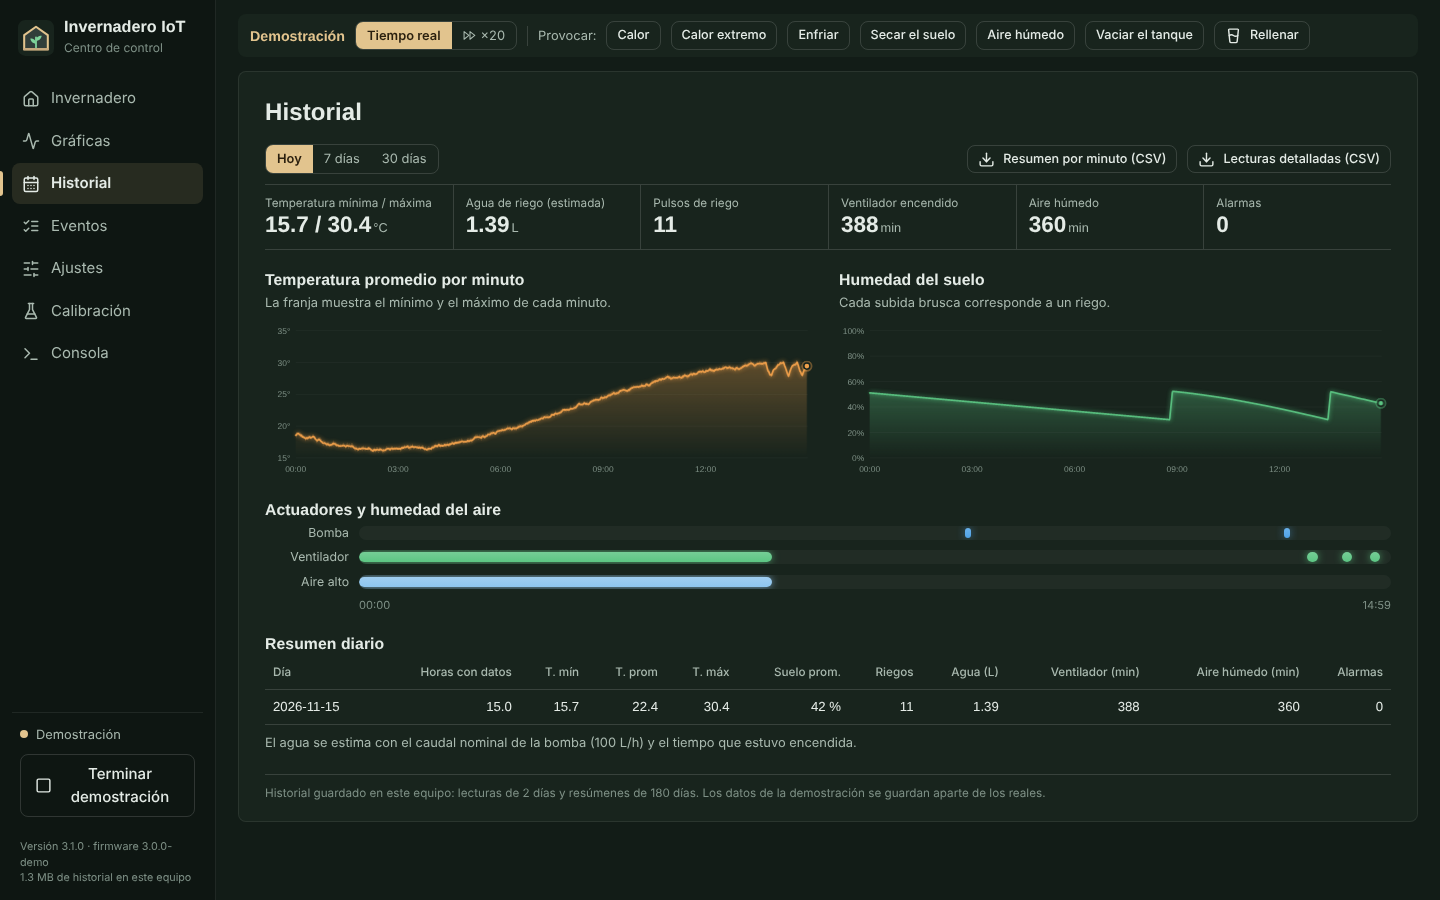 Invernadero IoT
Centro de control
Invernadero
Gráficas
Historial
Eventos
Ajustes
Calibración
Consola
Demostración
Terminar
demostración
Versión 3.1.0 · firmware 3.0.0-
demo
1.3 MB de historial en este equipo
Demostración Tiempo real ×20 Provocar: Calor Calor extremo Enfriar Secar el suelo Aire húmedo Vaciar el tanque Rellenar
Historial
Hoy 7 días 30 días Resumen por minuto (CSV) Lecturas detalladas (CSV)
Temperatura mínima / máxima Agua de riego (estimada) Pulsos de riego Ventilador encendido Aire húmedo Alarmas
15.7 / 30.4 °C 1.39 L 11 388 min 360 min 0
Temperatura promedio por minuto
La franja muestra el mínimo y el máximo de cada minuto.
35°
30°
25°
20°
15°
00:00 03:00 06:00 09:00 12:00
Humedad del suelo
Cada subida brusca corresponde a un riego.
100%
80%
60%
40%
20%
0%
00:00 03:00 06:00 09:00 12:00
Actuadores y humedad del aire
Bomba
Ventilador
Aire alto
00:00 14:59
Resumen diario
Día Horas con datos T. mín T. prom T. máx Suelo prom. Riegos Agua (L) Ventilador (min) Aire húmedo (min) Alarmas
2026-11-15 15.0 15.7 22.4 30.4 42 % 11 1.39 388 360 0
El agua se estima con el caudal nominal de la bomba (100 L/h) y el tiempo que estuvo encendida.
Historial guardado en este equipo: lecturas de 2 días y resúmenes de 180 días. Los datos de la demostración se guardan aparte de los reales.